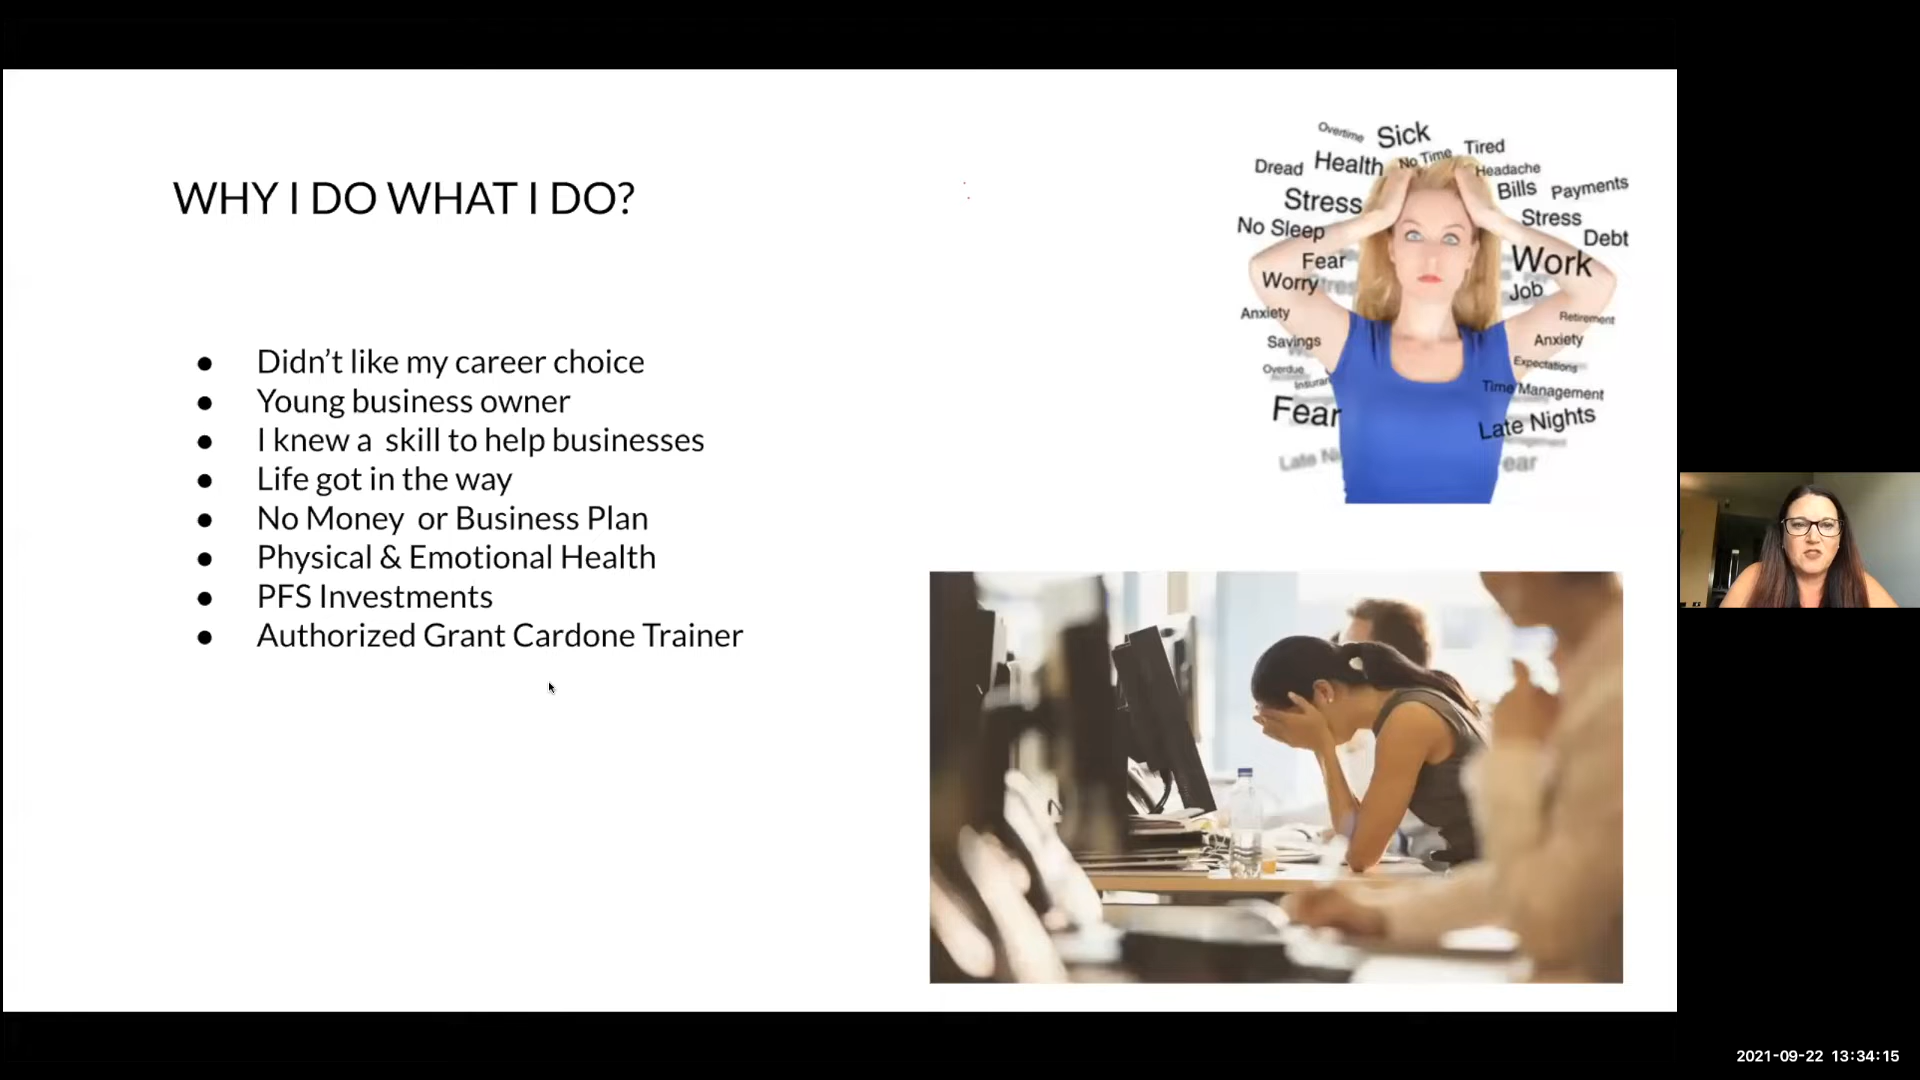 WHY I DO WHAT I DO?
● Didn’t like my career choice
● Young business owner
● I knew a  skill to help businesses
● Life got in the way
● No Money  or Business Plan
● Physical & Emotional Health
● PFS Investments
● Authorized Grant Cardone Trainer
Overtime
Sick
Tired
Dread
Health
No Time
Headache
Stress
Bills
Payments
No Sleep
Stress
Debt
Fear
Work
Worry
Job
Anxiety
Retirement
Savings
Anxiety
Overdue
Expectations
Time Management
Fear
Late Nights
2021-09-22 13:34:15